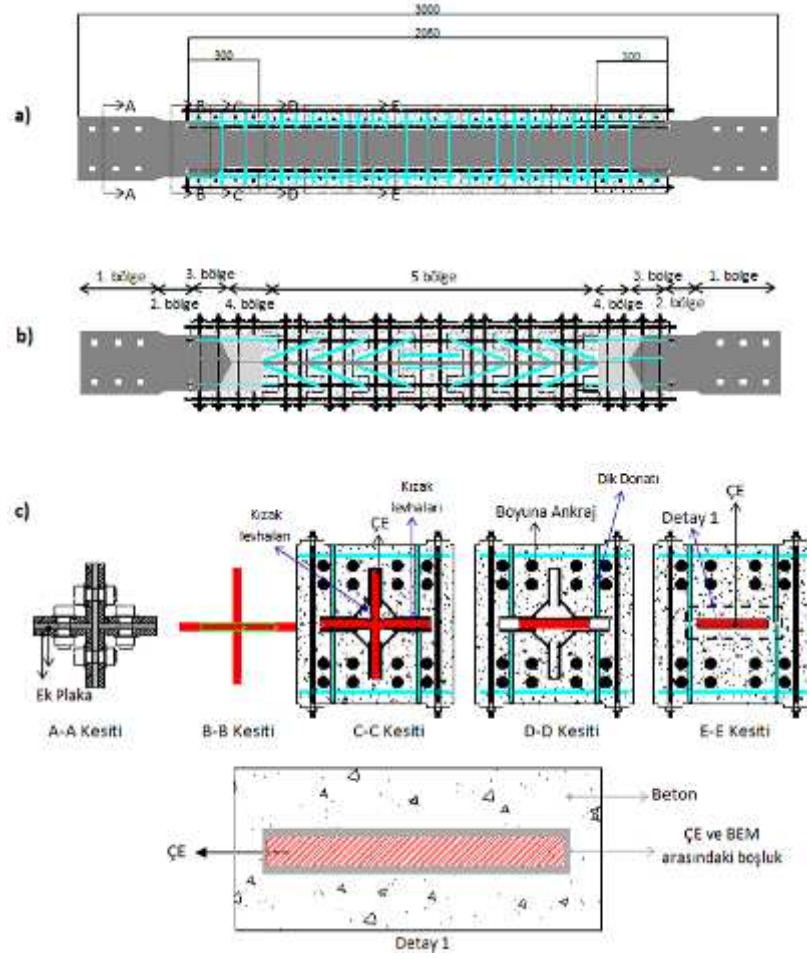 3000
2060
300
300
a)
A
B
C
D
E
A
B
C
D
E
1. bölge
3. bölge
5 bölge
3. bölge
1. bölge
2. bölge
4. bölge
4. bölge
2. bölge
b)
c)
Kızak levhaları
ÇE
Kızak levhaları
Boyuna Ankraj
Dik Donatı
Detay 1
ÇE
Ek Plaka
A-A Kesiti
B-B Kesiti
C-C Kesiti
D-D Kesiti
E-E Kesiti
Beton
ÇE
ÇE ve BEM
arasındaki boşluk
Detay 1